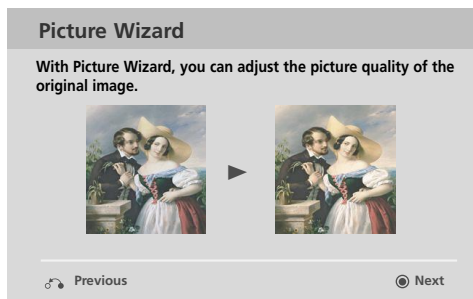 Picture Wizard
With Picture Wizard, you can adjust the picture quality of the
original image.
Previous
Next